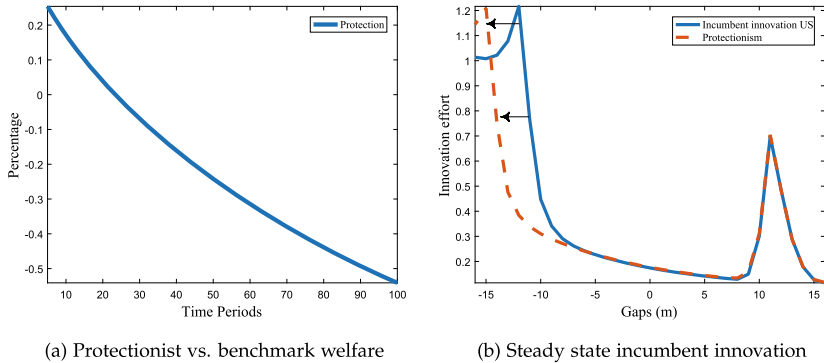 Protection
0.2
0.1
0
-0.1
-0.2
-0.3
-0.4
-0.5
Percentage
10 20 30 40 50 60 70 80 90 100
Time Periods
(a) Protectionist vs. benchmark welfare
Incumbent innovation US
Protectionism
1.2
1.1
1
0.9
0.8
0.7
0.6
0.5
0.4
0.3
0.2
Innovation effort
-15 -10 -5 0 5 10 15
Gaps (m)
(b) Steady state incumbent innovation